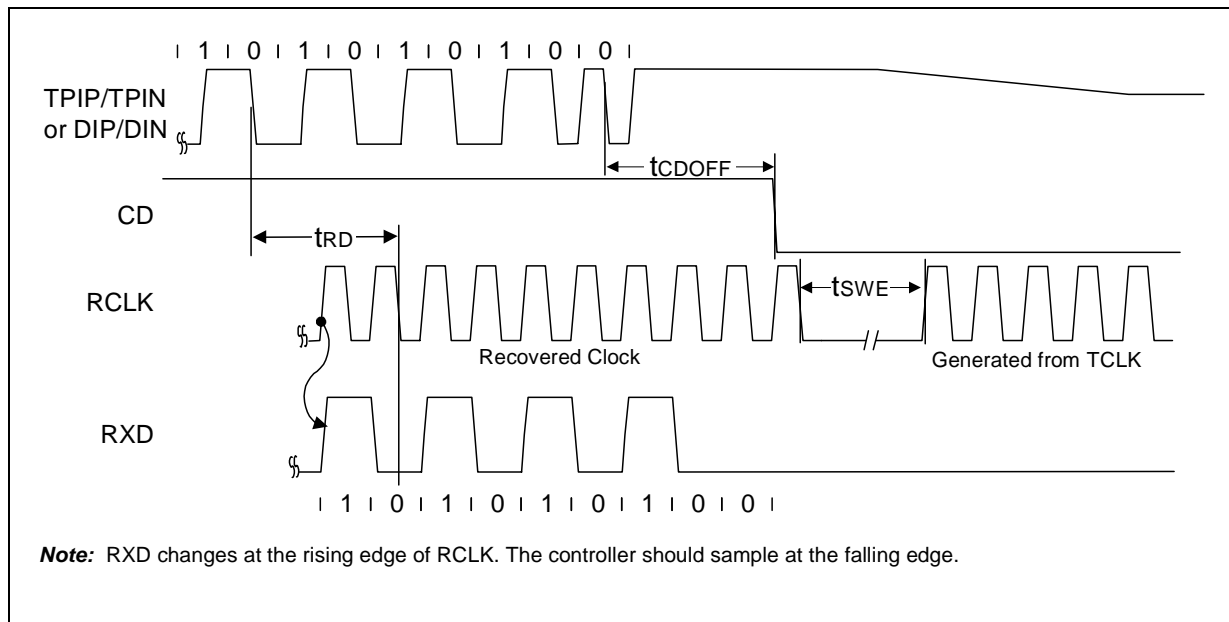 1 0 1 0 1 0 1 0 0
TPIP/TPIN
or DIP/DIN
tCDOFF
CD
tRD
RCLK
tSWE
Recovered Clock
Generated from TCLK
RXD
1 0 1 0 1 0 1 0 0
Note: RXD changes at the rising edge of RCLK. The controller should sample at the falling edge.